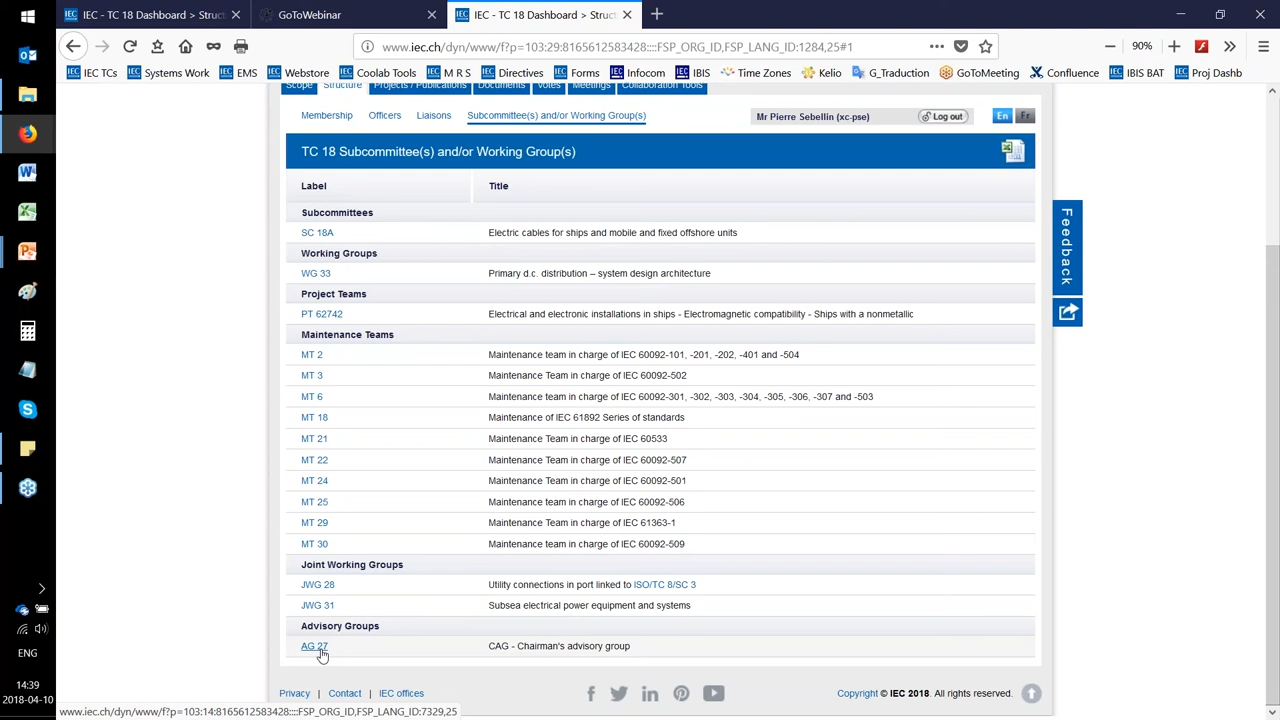 IEC - TC 18 Dashboard > Struct
GoToWebinar
IEC - TC 18 Dashboard > Struct
www.iec.ch/dyn/www/f?p=103:29:8165612583428::::FSP_ORG_ID,FSP_LANG_ID:1284,25#1
90%
IEC TCs Systems Work EMS Webstore Coolab Tools M R S Directives Forms Infocom IBIS Time Zones Kelio G_Traduction GoToMeeting Confluence IBIS BAT Proj Dashb
Scope Structure Projects / Publications Documents Votes Meetings Collaboration Tools
Membership Officers Liaisons Subcommittee(s) and/or Working Group(s)
Mr Pierre Sebellin (xc-pse) Log out En Fr
TC 18 Subcommittee(s) and/or Working Group(s)
Label Title
Subcommittees
SC 18A Electric cables for ships and mobile and fixed offshore units
Working Groups
WG 33 Primary d.c. distribution – system design architecture
Project Teams
PT 62742 Electrical and electronic installations in ships - Electromagnetic compatibility - Ships with a nonmetallic
Maintenance Teams
MT 2 Maintenance team in charge of IEC 60092-101, -201, -202, -401 and -504
MT 3 Maintenance Team in charge of IEC 60092-502
MT 6 Maintenance team in charge of IEC 60092-301, -302, -303, -304, -305, -306, -307 and -503
MT 18 Maintenance of IEC 61892 Series of standards
MT 21 Maintenance Team in charge of IEC 60533
MT 22 Maintenance Team in charge of IEC 60092-507
MT 24 Maintenance Team in charge of IEC 60092-501
MT 25 Maintenance Team in charge of IEC 60092-506
MT 29 Maintenance Team in charge of IEC 61363-1
MT 30 Maintenance team in charge of IEC 60092-509
Joint Working Groups
JWG 28 Utility connections in port linked to ISO/TC 8/SC 3
JWG 31 Subsea electrical power equipment and systems
Advisory Groups
AG 27 CAG - Chairman's advisory group
Feedback
Privacy | Contact | IEC offices
Copyright © IEC 2018. All rights reserved.
www.iec.ch/dyn/www/f?p=103:14:8165612583428::::FSP_ORG_ID,FSP_LANG_ID:7329,25
ENG
14:39
2018-04-10